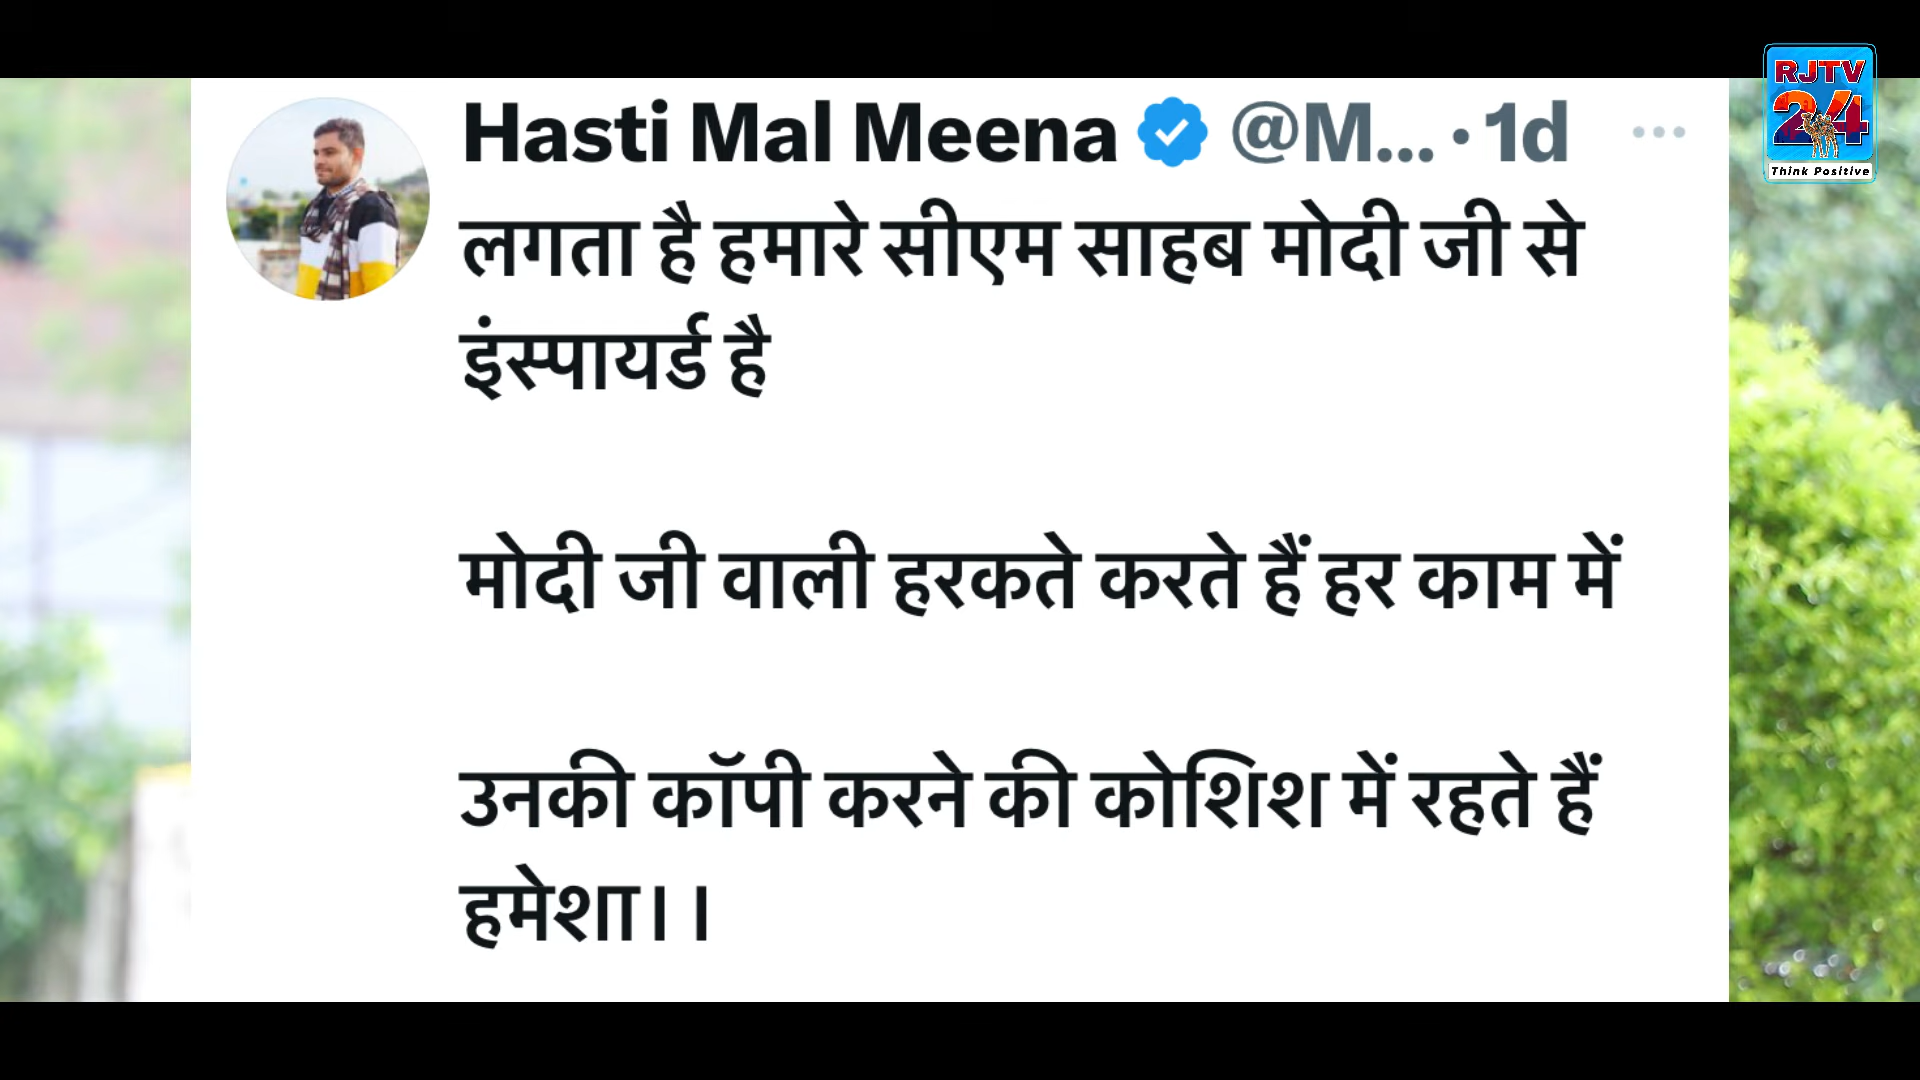 Hasti Mal Meena @M... · 1d ...
लगता है हमारे सीएम साहब मोदी जी से
इंस्पायर्ड है
मोदी जी वाली हरकते करते हैं हर काम में
उनकी कॉपी करने की कोशिश में रहते हैं
हमेशा।।
RJTV
24
Think Positive